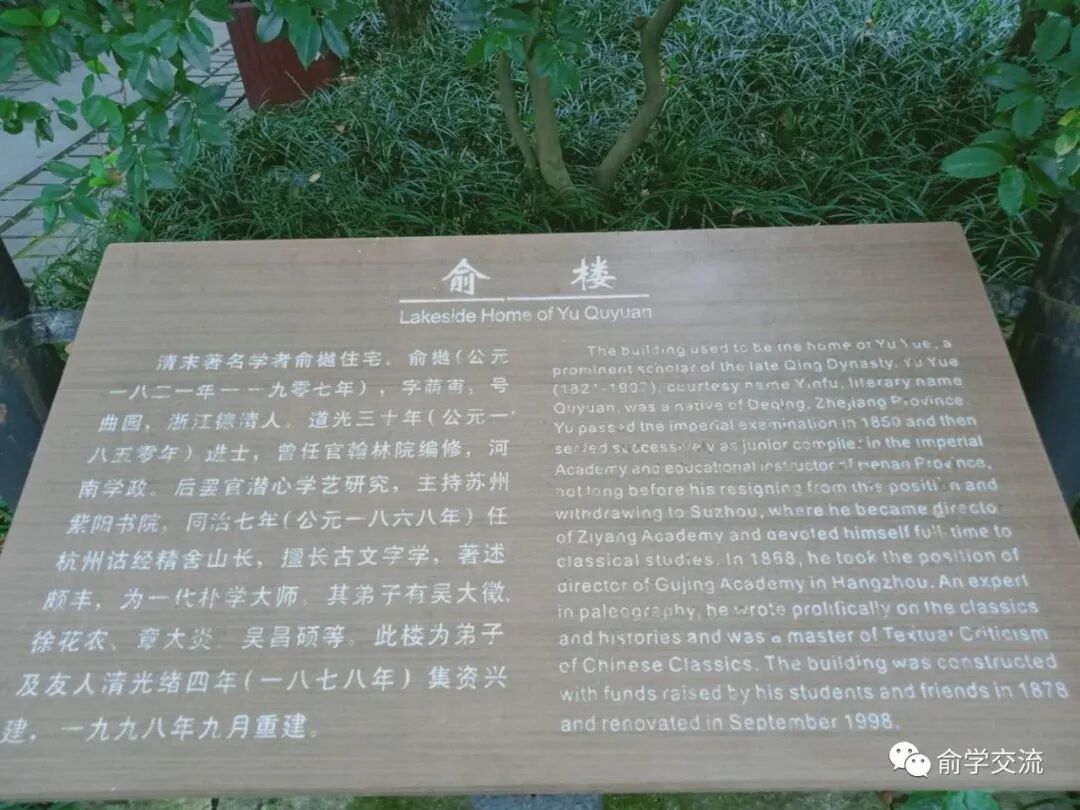 俞 楼
Lakeside Home of Yu Quyuan
清末著名学者俞樾住宅。俞樾(公元
一八二一年一一九零七年),字荫甫,号
曲园,浙江德清人。道光三十年(公元一
八五零年)进士,曾任官翰林院编修,河
南学政。后罢官潜心学艺研究,主持苏州
紫阳书院,同治七年(公元一八六八年)任
杭州诂经精舍山长,擅长古文字学,著述
颇丰,为一代朴学大师。其弟子有吴大徵、
徐花农、章太炎、吴昌硕等。此楼为弟子
及友人清光绪四年(一八七八年)集资兴
建,一九九八年九月重建。
The building used to be the home of Yu Yue, a
prominent scholar of the late Qing Dynasty. Yu Yue
(1821-1907), courtesy name Yinfu, literary name
Quyuan, was a native of Deqing, Zhejiang Province.
Yu passed the imperial examination in 1850 and then
served successively as junior compiler in the Imperial
Academy and educational instructor of Henan Province,
not long before his resigning from this position and
withdrawing to Suzhou, where he became director
of Ziyang Academy and devoted himself full time to
classical studies. In 1868, he took the position of
director of Gujing Academy in Hangzhou. An expert
in paleography, he wrote prolifically on the classics
and histories and was a master of Textual Criticism
of Chinese Classics. The building was constructed
with funds raised by his students and friends in 1878
and renovated in September 1998.
俞学交流